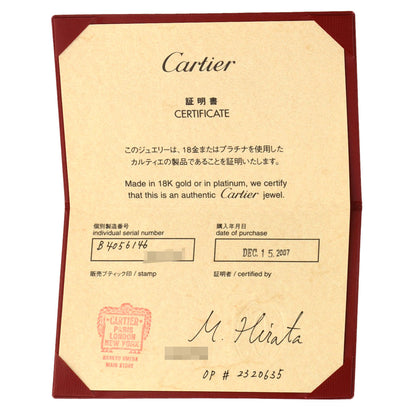 Cartier
証明書
CERTIFICATE
このジュエリーは、18金またはプラチナを使用した
カルティエの製品であることを証明いたします。
Made in 18K gold or in platinum, we certify
that this is an authentic Cartier jewel.
個別製造番号
individual serial number
B4056146
購入年月日
date of purchase
DEC. 15. 2007
販売ブティック印 / stamp
証明者 / certified by
CARTIER
PARIS
LONDON
NEW YORK
MAIN STORE
M. Hirata
OP # 2320635